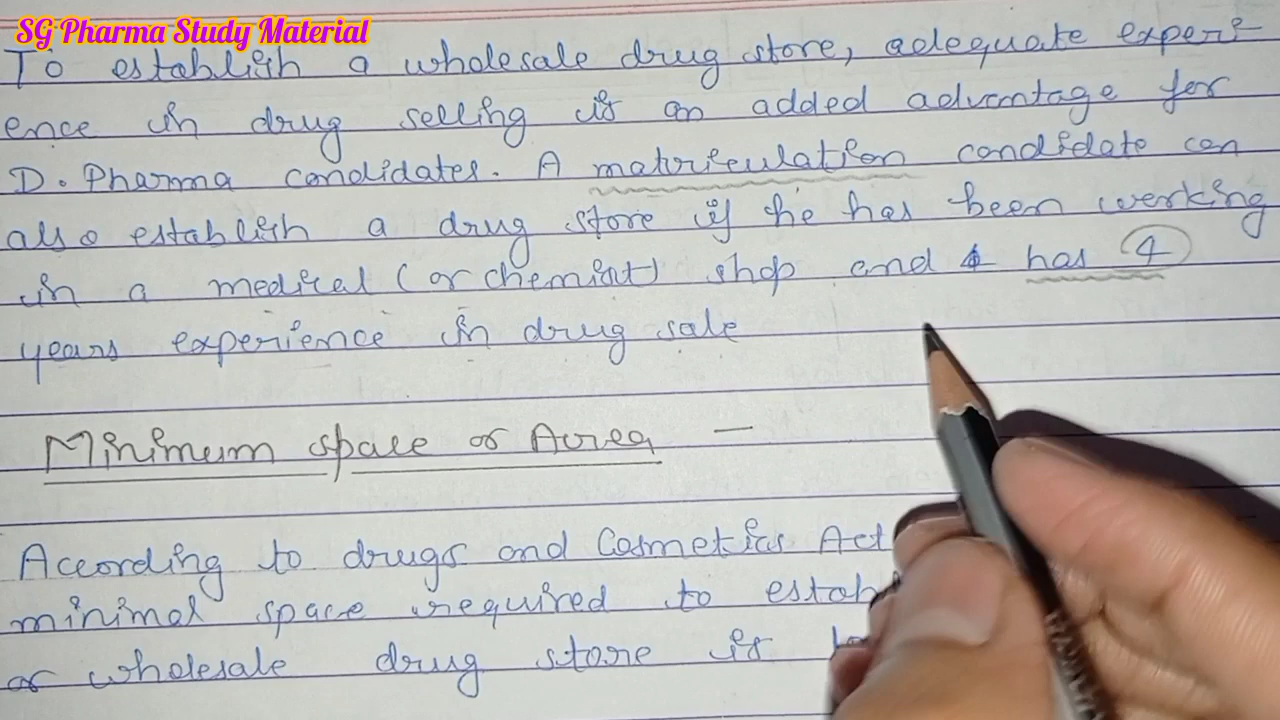 SG Pharma Study Material
To establish a wholesale drug store, adequate experi-
ence in drug selling is an added advantage for
D. Pharma candidates. A matriculation candidate can
also establish a drug store if he has been working
in a medical (or chemist) shop and has 4
years experience in drug sale
Minimum space or Area —
According to drugs and Cosmetics Act
minimal space required to estab
or wholesale drug store is